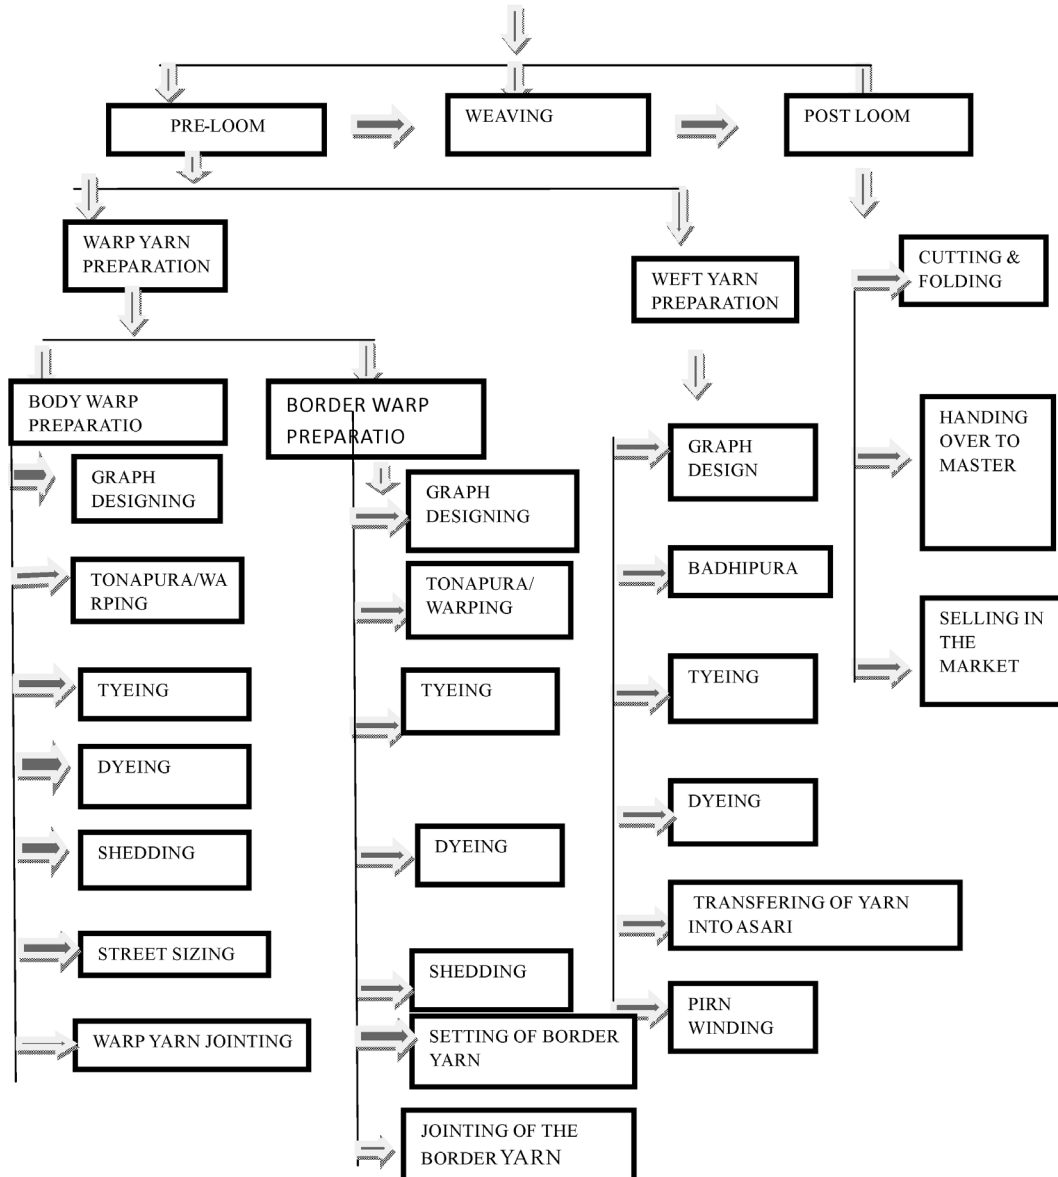 PRE-LOOM
WEAVING
POST LOOM
WARP YARN
PREPARATION
WEFT YARN
PREPARATION
CUTTING &
FOLDING
BODY WARP
PREPARATIO
BORDER WARP
PREPARATIO
GRAPH
DESIGNING
TONAPURA/WA
RPING
TYEING
DYEING
SHEDDING
STREET SIZING
WARP YARN JOINTING
GRAPH
DESIGNING
TONAPURA/
WARPING
TYEING
DYEING
SHEDDING
SETTING OF BORDER
YARN
JOINTING OF THE
BORDER YARN
GRAPH
DESIGN
BADHIPURA
TYEING
DYEING
TRANSFERING OF YARN
INTO ASARI
PIRN
WINDING
HANDING
OVER TO
MASTER
SELLING IN
THE
MARKET